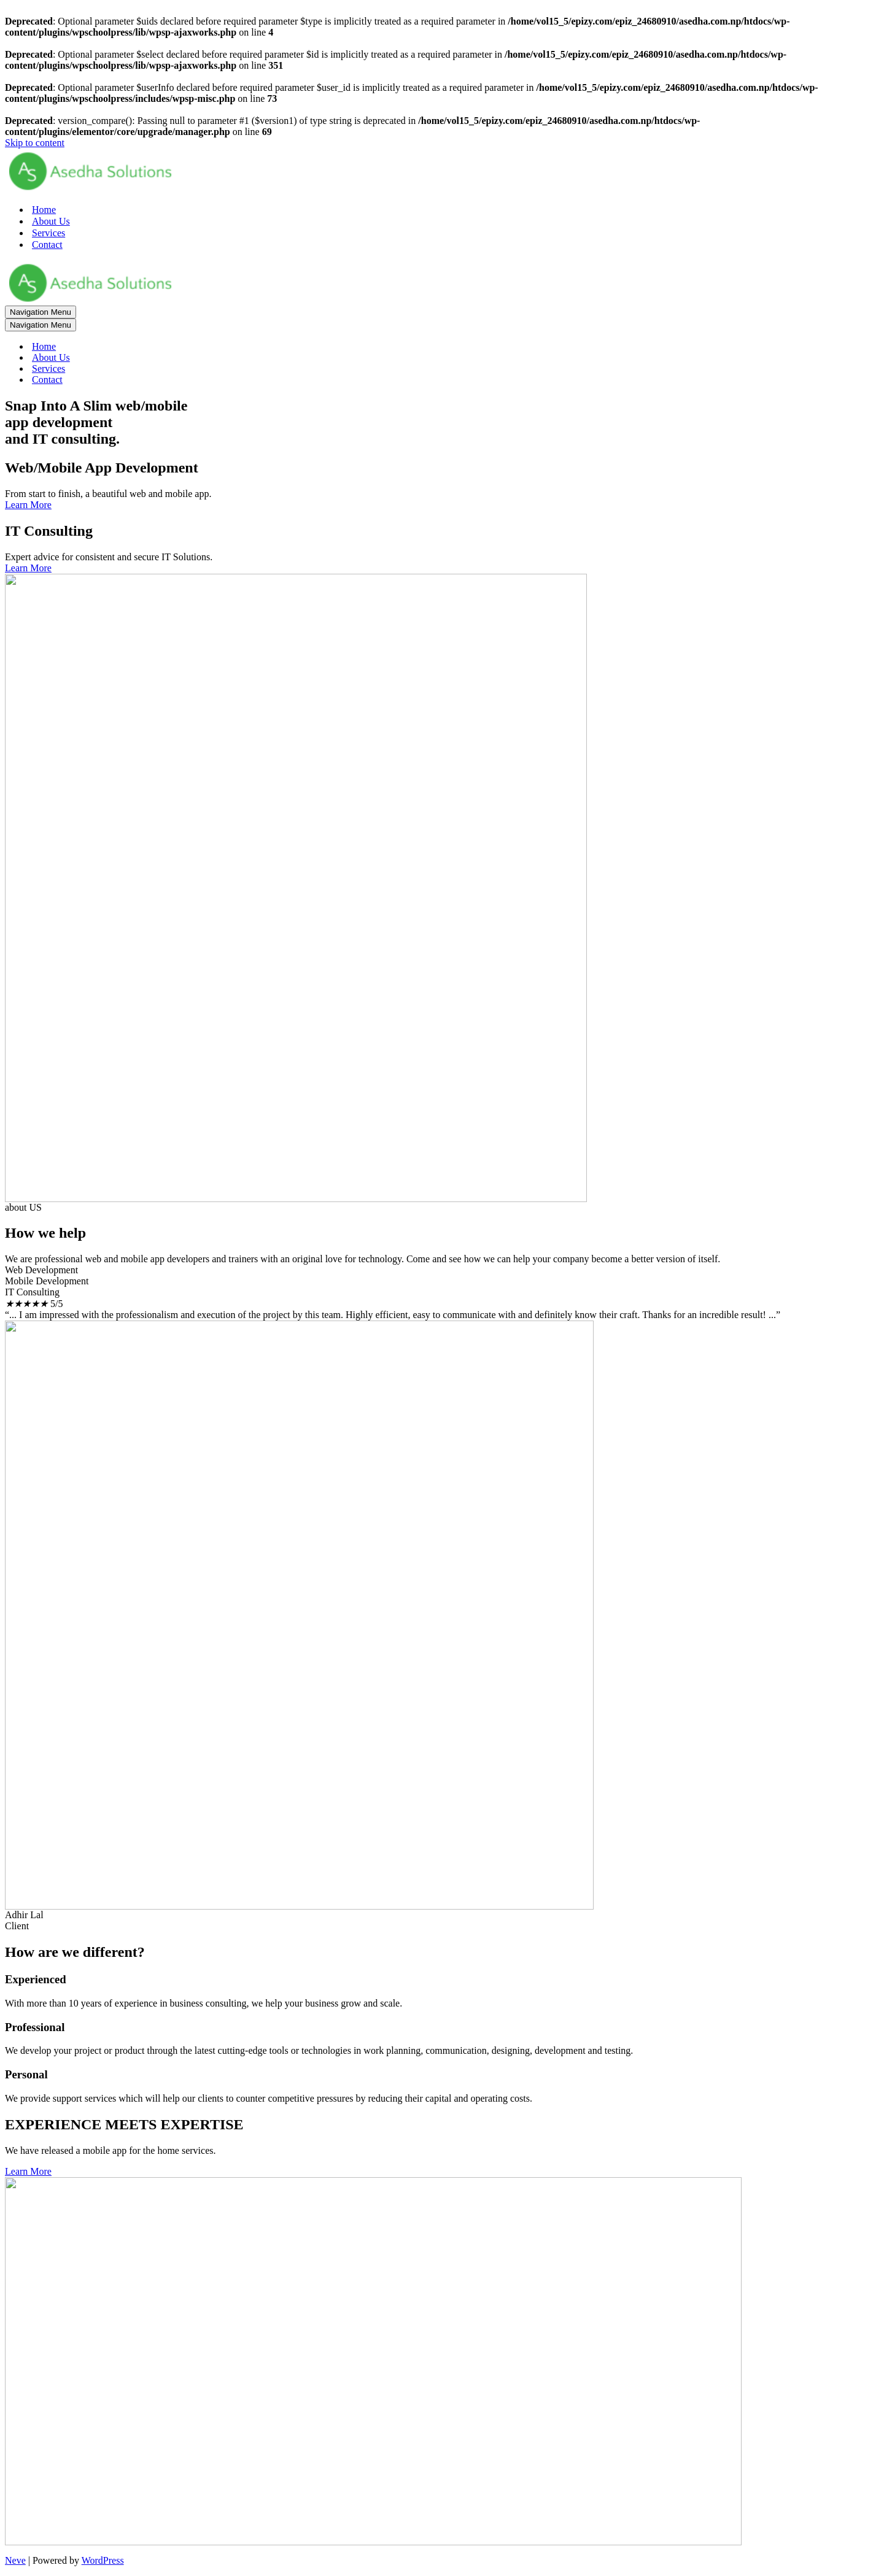 Deprecated: Optional parameter $uids declared before required parameter $type is implicitly treated as a required parameter in /home/vol15_5/epizy.com/epiz_24680910/asedha.com.np/htdocs/wp-
content/plugins/wpschoolpress/lib/wpsp-ajaxworks.php on line 4
Deprecated: Optional parameter $select declared before required parameter $id is implicitly treated as a required parameter in /home/vol15_5/epizy.com/epiz_24680910/asedha.com.np/htdocs/wp-
content/plugins/wpschoolpress/lib/wpsp-ajaxworks.php on line 351
Deprecated: Optional parameter $userInfo declared before required parameter $user_id is implicitly treated as a required parameter in /home/vol15_5/epizy.com/epiz_24680910/asedha.com.np/htdocs/wp-
content/plugins/wpschoolpress/includes/wpsp-misc.php on line 73
Deprecated: version_compare(): Passing null to parameter #1 ($version1) of type string is deprecated in /home/vol15_5/epizy.com/epiz_24680910/asedha.com.np/htdocs/wp-
content/plugins/elementor/core/upgrade/manager.php on line 69
Skip to content
AS Asedha Solutions
Home
About Us
Services
Contact
AS Asedha Solutions
Navigation Menu
Navigation Menu
Home
About Us
Services
Contact
Snap Into A Slim web/mobile
app development
and IT consulting.
Web/Mobile App Development
From start to finish, a beautiful web and mobile app.
Learn More
IT Consulting
Expert advice for consistent and secure IT Solutions.
Learn More
about US
How we help
We are professional web and mobile app developers and trainers with an original love for technology. Come and see how we can help your company become a better version of itself.
Web Development
Mobile Development
IT Consulting
★★★★★ 5/5
“... I am impressed with the professionalism and execution of the project by this team. Highly efficient, easy to communicate with and definitely know their craft. Thanks for an incredible result! ...”
Adhir Lal
Client
How are we different?
Experienced
With more than 10 years of experience in business consulting, we help your business grow and scale.
Professional
We develop your project or product through the latest cutting-edge tools or technologies in work planning, communication, designing, development and testing.
Personal
We provide support services which will help our clients to counter competitive pressures by reducing their capital and operating costs.
EXPERIENCE MEETS EXPERTISE
We have released a mobile app for the home services.
Learn More
Neve | Powered by WordPress